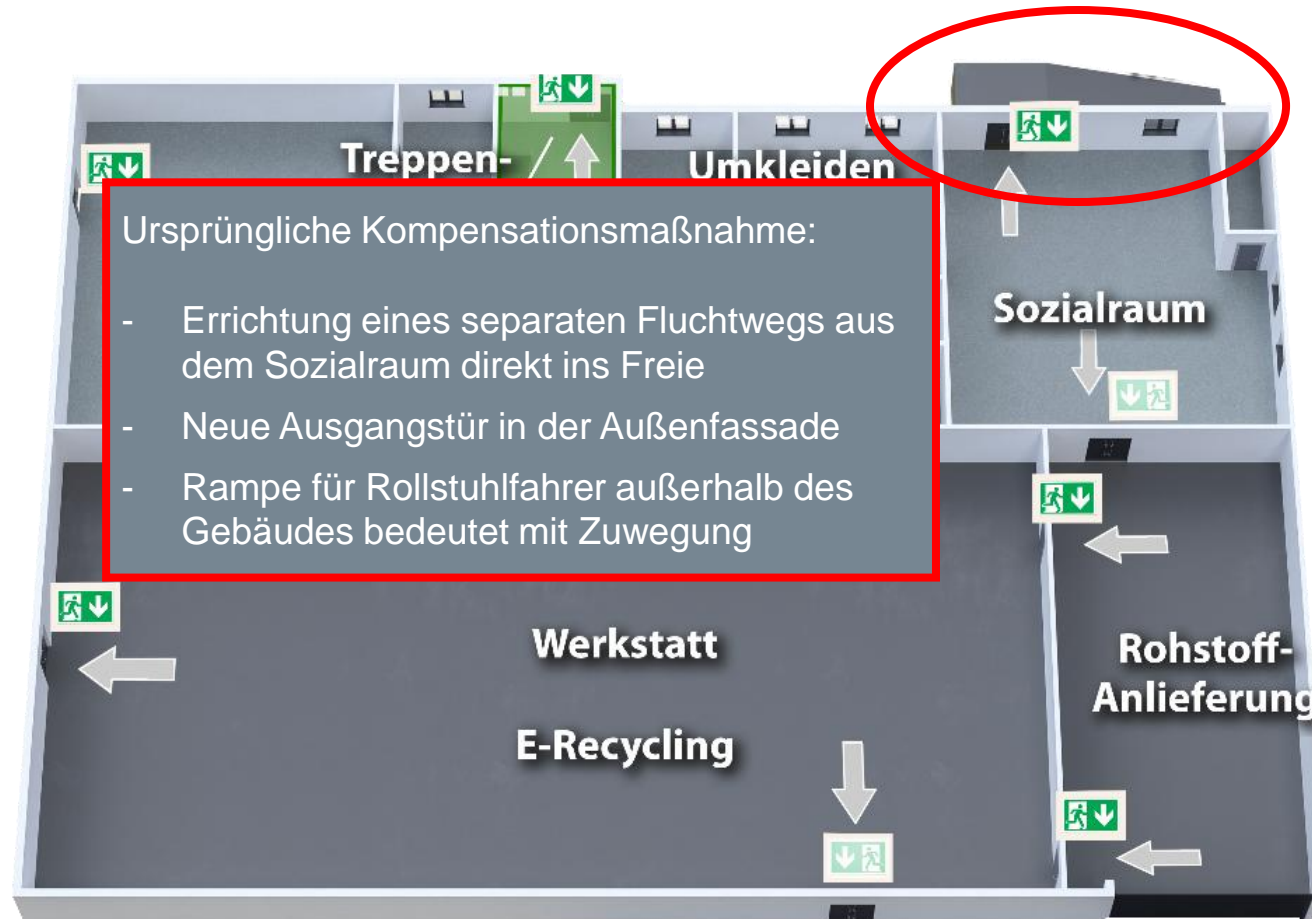 Treppen-
Umkleiden
Ursprüngliche Kompensationsmaßnahme:
- Errichtung eines separaten Fluchtwegs aus
dem Sozialraum direkt ins Freie
- Neue Ausgangstür in der Außenfassade
- Rampe für Rollstuhlfahrer außerhalb des
Gebäudes bedeutet mit Zuwegung
Sozialraum
Werkstatt
E-Recycling
Rohstoff-
Anlieferung